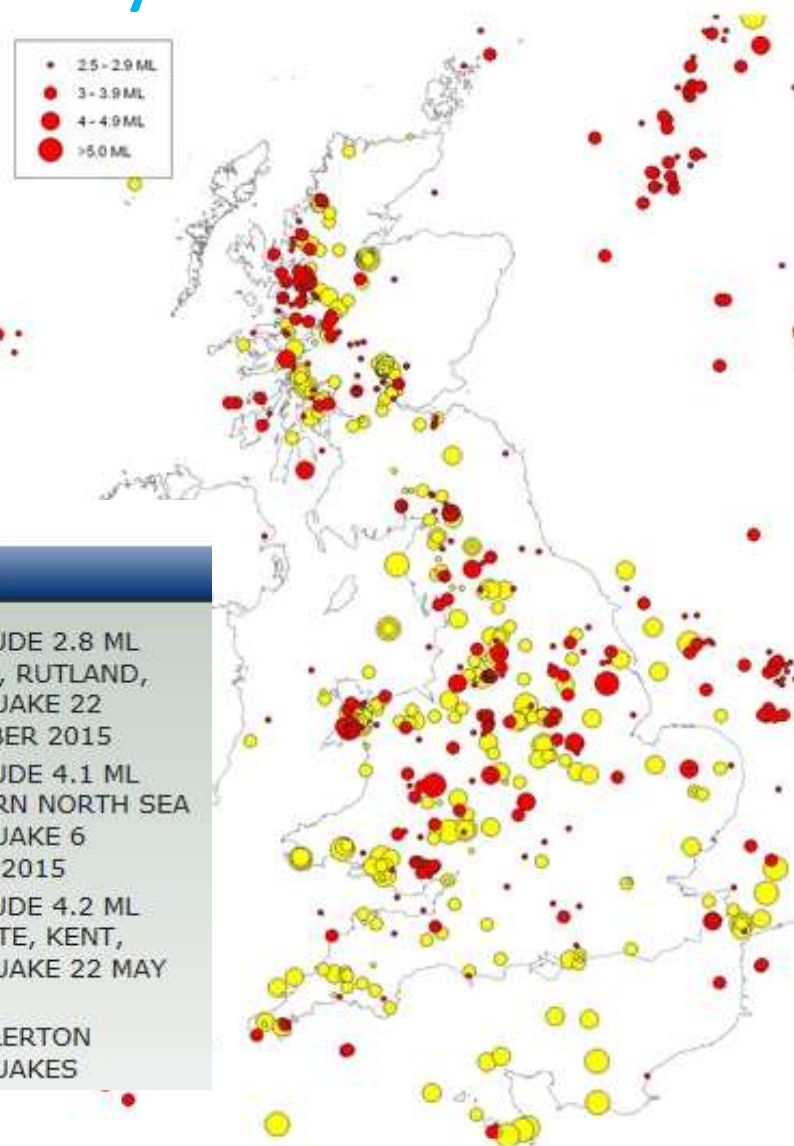 2.5 - 2.9 ML
3 - 3.9 ML
4 - 4.9 ML
>5.0 ML
UDE 2.8 ML
, RUTLAND,
UAKE 22
BER 2015
UDE 4.1 ML
RN NORTH SEA
UAKE 6
2015
UDE 4.2 ML
TE, KENT,
UAKE 22 MAY
LERTON
UAKES